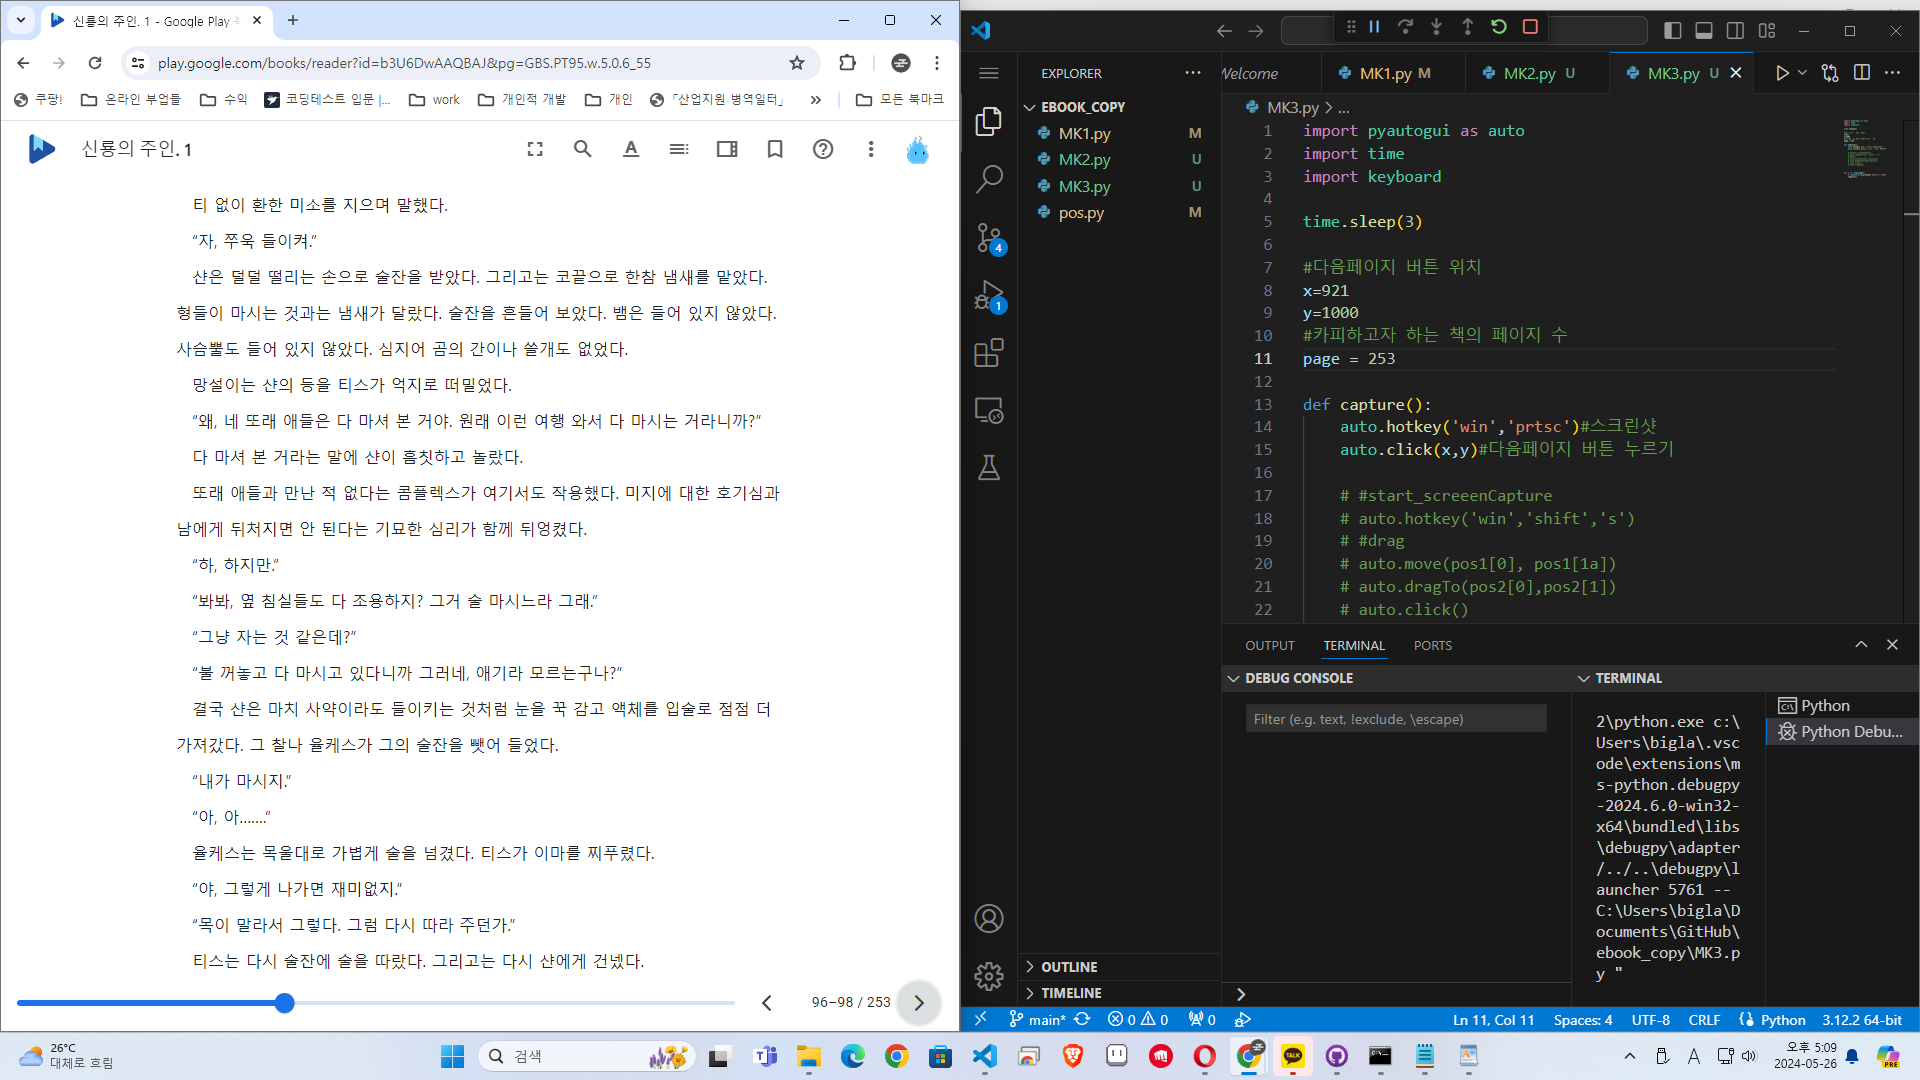 신룡의 주인. 1 - Google Play
play.google.com/books/reader?id=b3U6DwAAQBAJ&pg=GBS.PT95.w.5.0.6_55
쿠팡! 온라인 부업들 수익 코딩테스트 입문 |... work 개인적 개발 개인 「산업지원 병역일터」 » 모든 북마크
신룡의 주인. 1
티 없이 환한 미소를 지으며 말했다.
“자, 쭈욱 들이켜.”
샨은 덜덜 떨리는 손으로 술잔을 받았다. 그리고는 코끝으로 한참 냄새를 맡았다.
형들이 마시는 것과는 냄새가 달랐다. 술잔을 흔들어 보았다. 뱀은 들어 있지 않았다.
사슴뿔도 들어 있지 않았다. 심지어 곰의 간이나 쓸개도 없었다.
망설이는 샨의 등을 티스가 억지로 떠밀었다.
“왜, 네 또래 애들은 다 마셔 본 거야. 원래 이런 여행 와서 다 마시는 거라니까?”
다 마셔 본 거라는 말에 샨이 흠칫하고 놀랐다.
또래 애들과 만난 적 없다는 콤플렉스가 여기서도 작용했다. 미지에 대한 호기심과
남에게 뒤처지면 안 된다는 기묘한 심리가 함께 뒤엉켰다.
“하, 하지만.”
“봐봐, 옆 침실들도 다 조용하지? 그거 술 마시느라 그래.”
“그냥 자는 것 같은데?”
“불 꺼놓고 다 마시고 있다니까 그러네, 애기라 모르는구나?”
결국 샨은 마치 사약이라도 들이키는 것처럼 눈을 꾹 감고 액체를 입술로 점점 더
가져갔다. 그 찰나 율케스가 그의 술잔을 뺏어 들었다.
“내가 마시지.”
“아, 아…….”
율케스는 목울대로 가볍게 술을 넘겼다. 티스가 이마를 찌푸렸다.
“야, 그렇게 나가면 재미없지.”
“목이 말라서 그렇다. 그럼 다시 따라 주던가.”
티스는 다시 술잔에 술을 따랐다. 그리고는 다시 샨에게 건넸다.
96–98 / 253
EXPLORER
EBOOK_COPY
MK1.py M
MK2.py U
MK3.py U
pos.py M
OUTLINE
TIMELINE
Welcome MK1.py M MK2.py U MK3.py U
MK3.py > ...
1 import pyautogui as auto
2 import time
3 import keyboard
4
5 time.sleep(3)
6
7 #다음페이지 버튼 위치
8 x=921
9 y=1000
10 #카피하고자 하는 책의 페이지 수
11 page = 253
12
13 def capture():
14 auto.hotkey('win','prtsc')#스크린샷
15 auto.click(x,y)#다음페이지 버튼 누르기
16
17 # #start_screeenCapture
18 # auto.hotkey('win','shift','s')
19 # #drag
20 # auto.move(pos1[0], pos1[1a])
21 # auto.dragTo(pos2[0],pos2[1])
22 # auto.click()
OUTPUT TERMINAL PORTS
DEBUG CONSOLE
Filter (e.g. text, !exclude, \escape)
TERMINAL
2\python.exe c:\
Users\bigla\.vsc
ode\extensions\m
s-python.debugpy
-2024.6.0-win32-
x64\bundled\libs
\debugpy\adapter
/../..\debugpy\l
auncher 5761 --
C:\Users\bigla\D
ocuments\GitHub\
ebook_copy\MK3.p
y "
Python
Python Debu...
4
1
main* 0 0 0 Ln 11, Col 11 Spaces: 4 UTF-8 CRLF Python 3.12.2 64-bit
26°C
대체로 흐림
검색
TALK
PRE
A
오후 5:09
2024-05-26